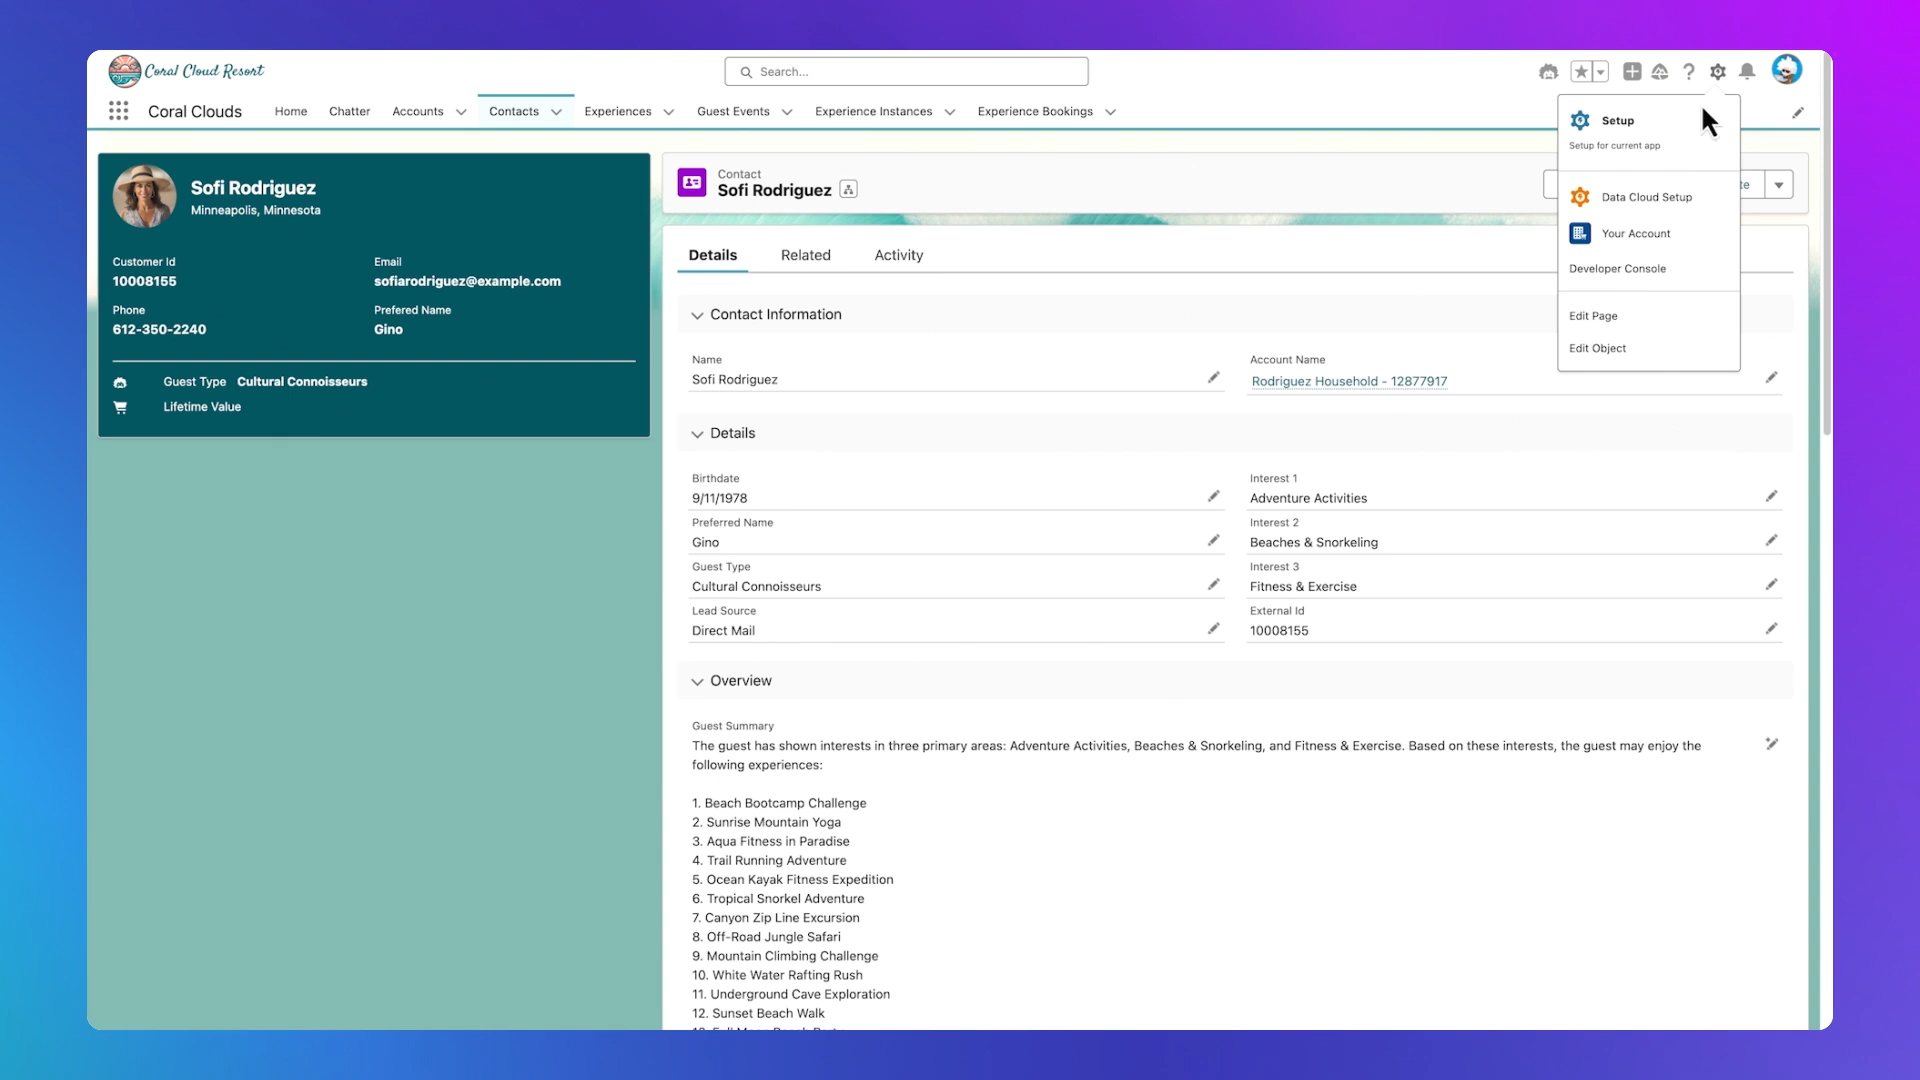 Coral Cloud Resort
Search...
Coral Clouds
Home
Chatter
Accounts
Contacts
Experiences
Guest Events
Experience Instances
Experience Bookings
Setup
Setup for current app
Data Cloud Setup
Your Account
Developer Console
Edit Page
Edit Object
Sofi Rodriguez
Minneapolis, Minnesota
Customer Id
10008155
Email
sofiarodriguez@example.com
Phone
612-350-2240
Prefered Name
Gino
Guest Type Cultural Connoisseurs
Lifetime Value
Contact
Sofi Rodriguez
Details
Related
Activity
Contact Information
Name
Sofi Rodriguez
Account Name
Rodriguez Household - 12877917
Details
Birthdate
9/11/1978
Interest 1
Adventure Activities
Preferred Name
Gino
Interest 2
Beaches & Snorkeling
Guest Type
Cultural Connoisseurs
Interest 3
Fitness & Exercise
Lead Source
Direct Mail
External Id
10008155
Overview
Guest Summary
The guest has shown interests in three primary areas: Adventure Activities, Beaches & Snorkeling, and Fitness & Exercise. Based on these interests, the guest may enjoy the
following experiences:
1. Beach Bootcamp Challenge
2. Sunrise Mountain Yoga
3. Aqua Fitness in Paradise
4. Trail Running Adventure
5. Ocean Kayak Fitness Expedition
6. Tropical Snorkel Adventure
7. Canyon Zip Line Excursion
8. Off-Road Jungle Safari
9. Mountain Climbing Challenge
10. White Water Rafting Rush
11. Underground Cave Exploration
12. Sunset Beach Walk